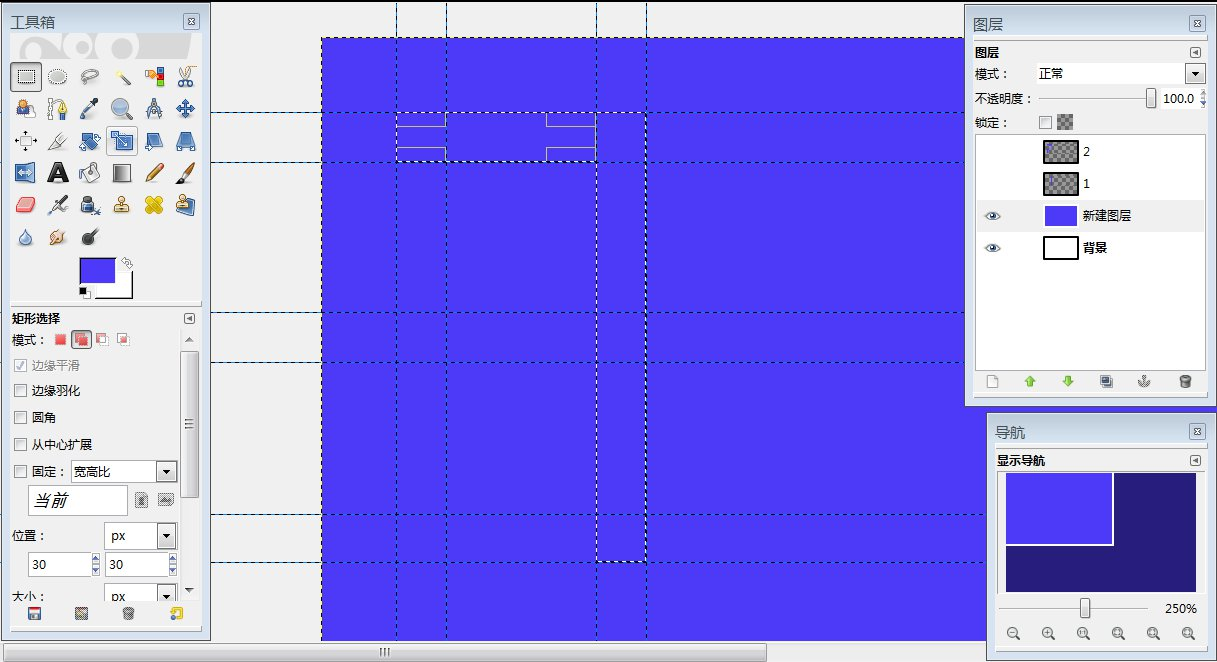 工具箱
矩形选择
模式：
边缘平滑
边缘羽化
圆角
从中心扩展
固定： 宽高比
当前
位置： px
30 30
大小： px
图层
图层
模式： 正常
不透明度： 100.0
锁定：
2
1
新建图层
背景
导航
显示导航
250%